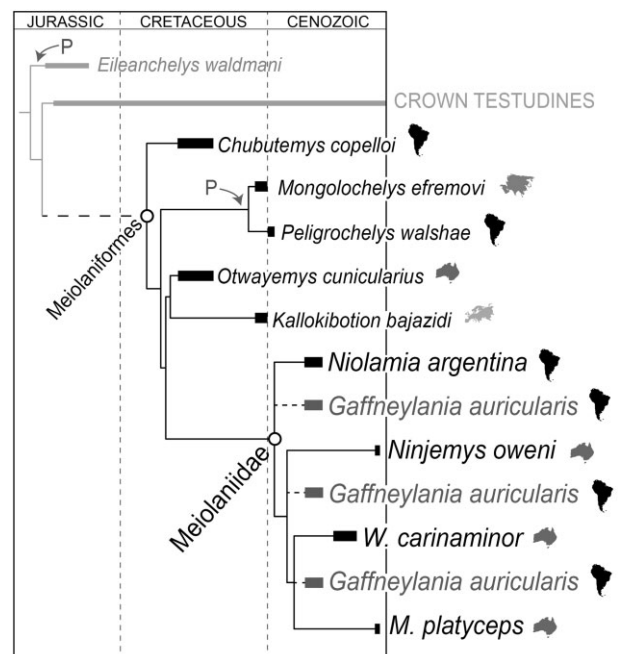 JURASSIC CRETACEOUS CENOZOIC
P
Eileanchelys waldmani
CROWN TESTUDINES
Chubutemys copelloi
P
Mongolochelys efremovi
Meiolaniformes
Peligrochelys walshae
Otwayemys cunicularius
Kallokibotion bajazidi
Niolamia argentina
Gaffneylania auricularis
Meiolaniidae
Ninjemys oweni
Gaffneylania auricularis
W. carinaminor
Gaffneylania auricularis
M. platyceps